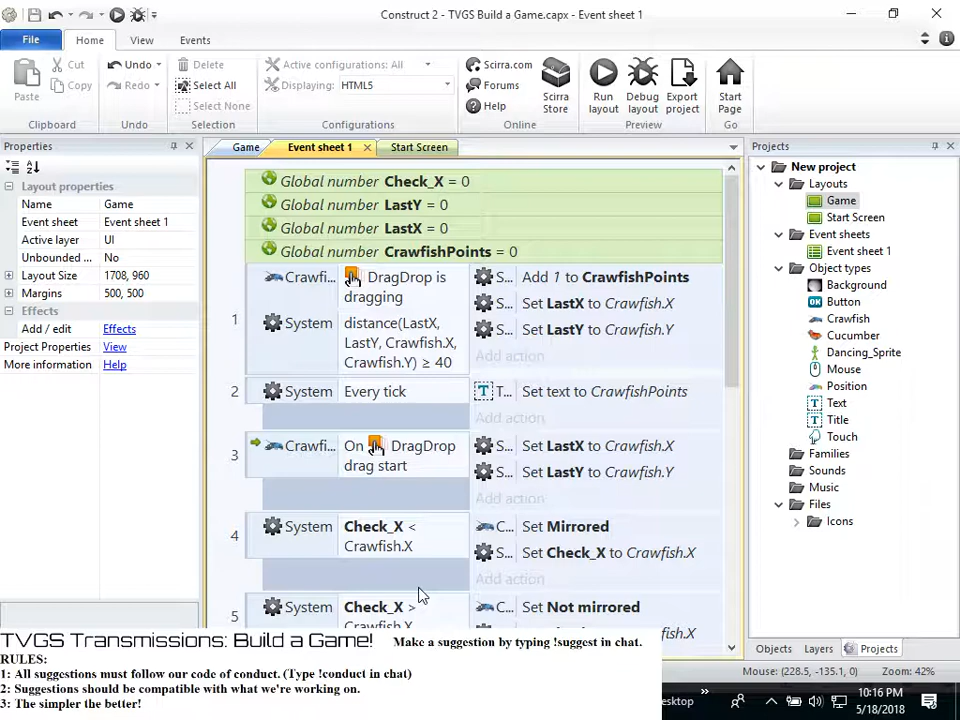 Construct 2 - TVGS Build a Game.capx - Event sheet 1
File Home View Events
Paste Cut Copy
Undo Redo
Delete Select All Select None
Active configurations: All
Displaying: HTML5
Scirra.com Forums Help
Scirra Store
Run layout Debug layout Export project
Start Page
Clipboard Undo Selection Configurations Online Preview Go
Properties
Layout properties
Name Game
Event sheet Event sheet 1
Active layer UI
Unbounded ... No
Layout Size 1708, 960
Margins 500, 500
Effects
Add / edit Effects
Project Properties View
More information Help
Game Event sheet 1 Start Screen
Global number Check_X = 0
Global number LastY = 0
Global number LastX = 0
Global number CrawfishPoints = 0
1
Crawfi... DragDrop is dragging
System distance(LastX, LastY, Crawfish.X, Crawfish.Y) ≥ 40
S... Add 1 to CrawfishPoints
S... Set LastX to Crawfish.X
S... Set LastY to Crawfish.Y
Add action
2
System Every tick
T... Set text to CrawfishPoints
Add action
3
Crawfi... On DragDrop drag start
S... Set LastX to Crawfish.X
S... Set LastY to Crawfish.Y
Add action
4
System Check_X < Crawfish.X
C... Set Mirrored
S... Set Check_X to Crawfish.X
Add action
5
System Check_X >
C... Set Not mirrored
Projects
New project
Layouts
Game
Start Screen
Event sheets
Event sheet 1
Object types
Background
Button
Crawfish
Cucumber
Dancing_Sprite
Mouse
Position
Text
Title
Touch
Families
Sounds
Music
Files
Icons
Objects Layers Projects
Mouse: (228.5, -135.1, 0) Zoom: 42%
TVGS Transmissions: Build a Game! Make a suggestion by typing !suggest in chat.
RULES:
1: All suggestions must follow our code of conduct. (Type !conduct in chat)
2: Suggestions should be compatible with what we're working on.
3: The simpler the better!
esktop
10:16 PM
5/18/2018